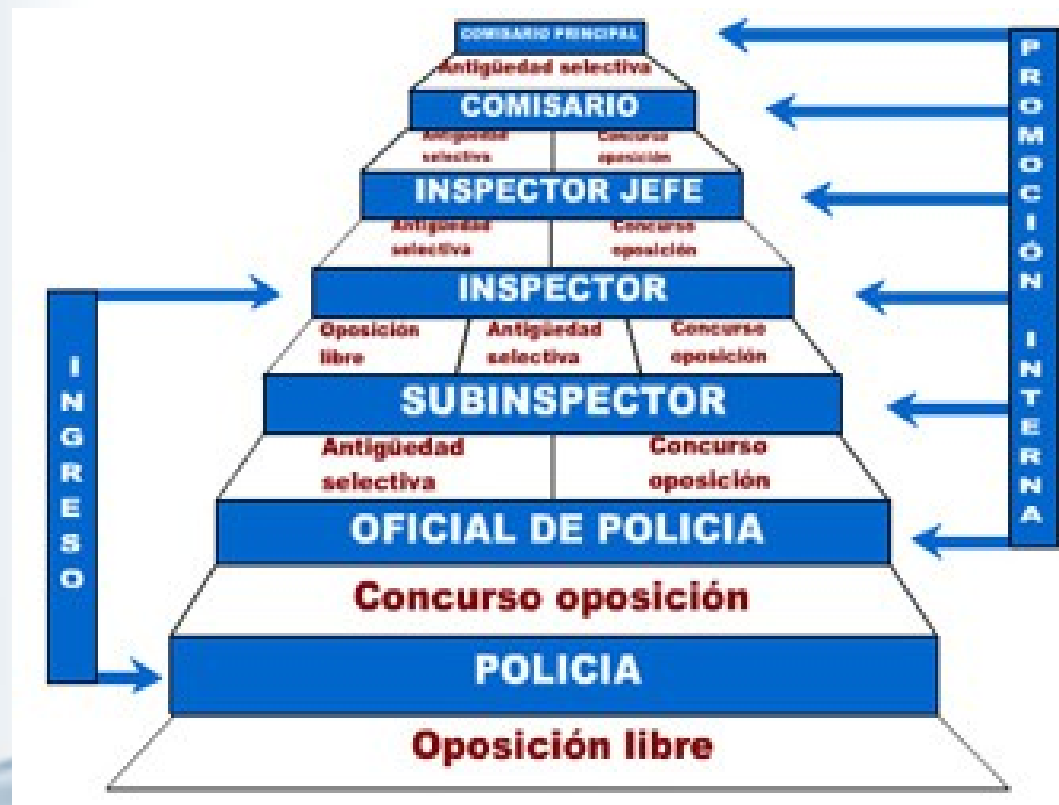 COMISARIO PRINCIPAL
Antigüedad selectiva
COMISARIO
Antigüedad
selectiva
Concurso
oposición
INSPECTOR JEFE
Antigüedad
selectiva
Concurso
oposición
INSPECTOR
Oposición
libre
Antigüedad
selectiva
Concurso
oposición
SUBINSPECTOR
Antigüedad
selectiva
Concurso
oposición
OFICIAL DE POLICIA
Concurso oposición
POLICIA
Oposición libre
INGRESO
PROMOCIÓN INTERNA